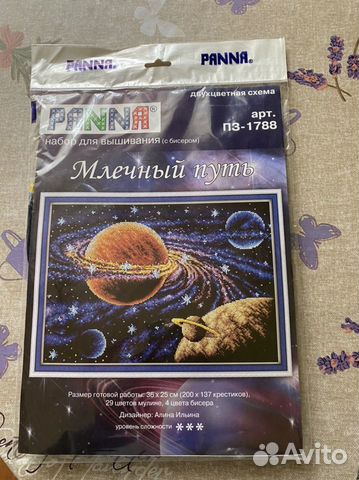 PANNA®
PANNA®
двухцветная схема
PANNA®
арт.
ПЗ-1788
набор для вышивания (с бисером)
Млечный путь
Размер готовой работы: 36 х 25 см (200 х 137 крестиков),
29 цветов мулине, 4 цвета бисера
Дизайнер: Алина Ильина
уровень сложности ***
Avito